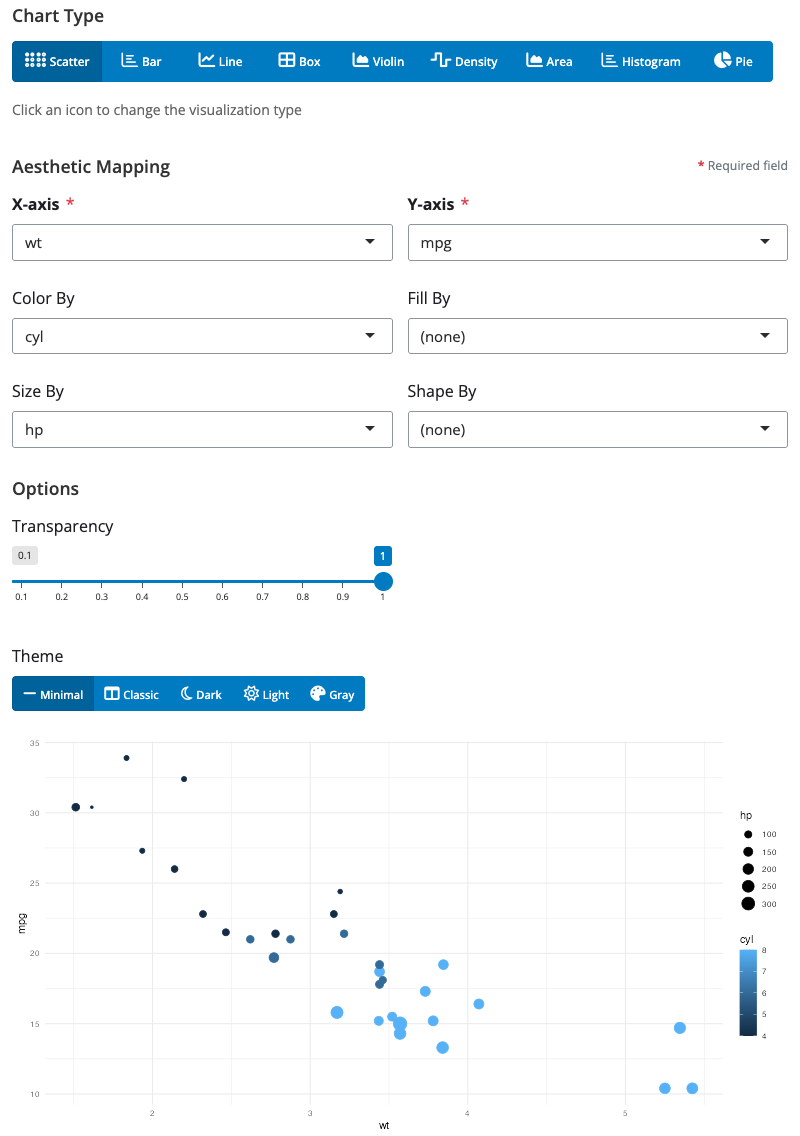 Chart Type
Scatter Bar Line Box Violin Density Area Histogram Pie
Click an icon to change the visualization type
Aesthetic Mapping * Required field
X-axis * Y-axis *
wt mpg
Color By Fill By
cyl (none)
Size By Shape By
hp (none)
Options
Transparency
0.1 1
0.1 0.2 0.3 0.4 0.5 0.6 0.7 0.8 0.9 1
Theme
Minimal Classic Dark Light Gray
35
30
25
20
15
10
mpg
2 3 4 5
wt
hp
100
150
200
250
300
cyl
8
7
6
5
4